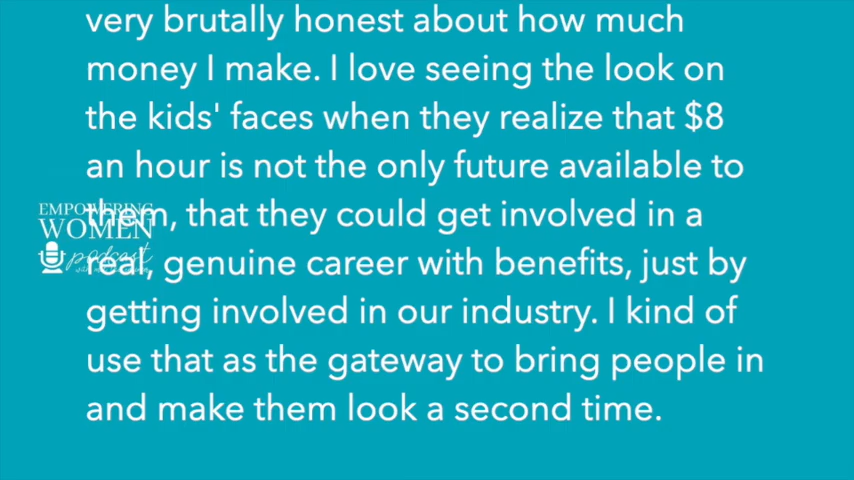 very brutally honest about how much
money I make. I love seeing the look on
the kids' faces when they realize that $8
an hour is not the only future available to
them, that they could get involved in a
real, genuine career with benefits, just by
getting involved in our industry. I kind of
use that as the gateway to bring people in
and make them look a second time.
EMPOWERING
WOMEN
podcast